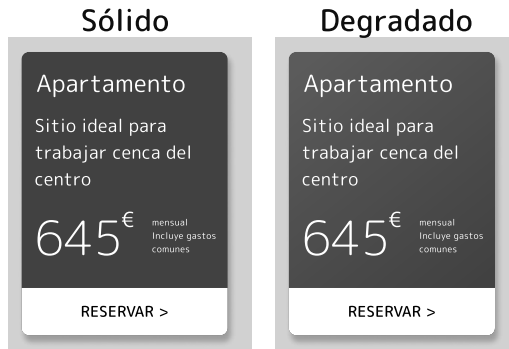 Sólido
Apartamento
Sitio ideal para
trabajar cenca del
centro
645€
mensual
Incluye gastos
comunes
RESERVAR >
Degradado
Apartamento
Sitio ideal para
trabajar cenca del
centro
645€
mensual
Incluye gastos
comunes
RESERVAR >